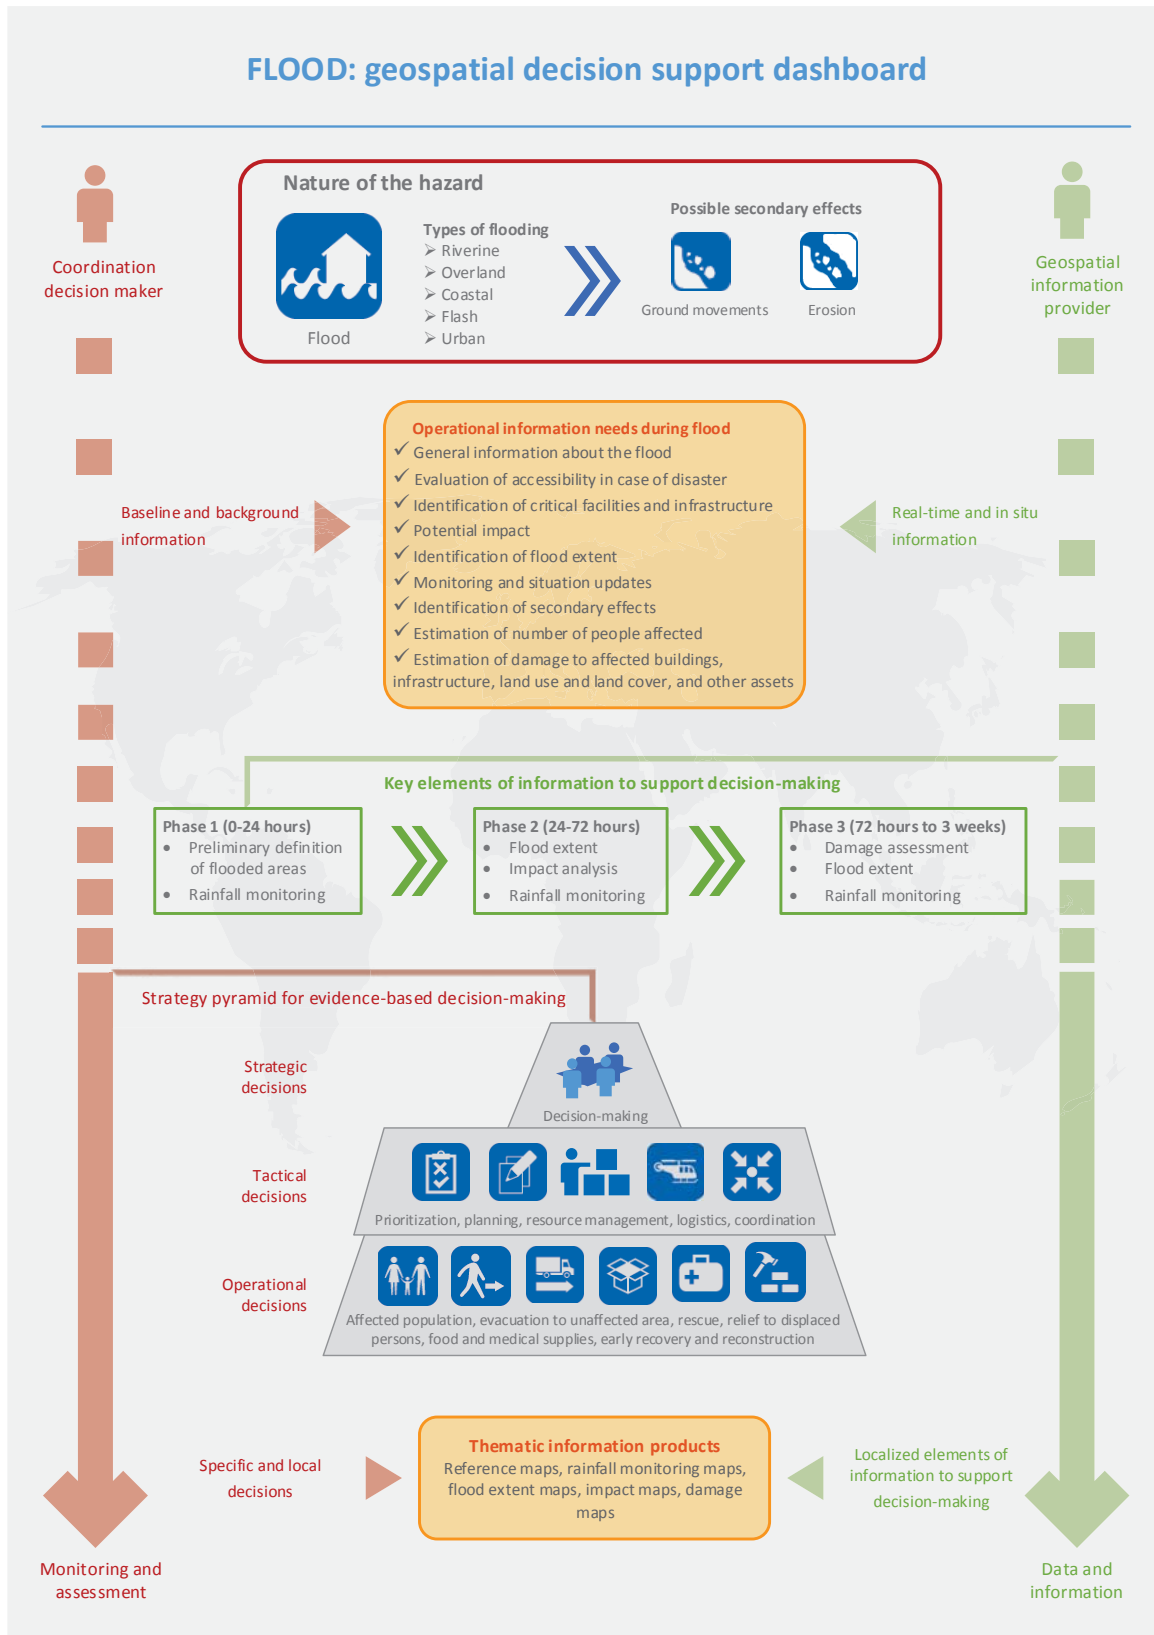 FLOOD: geospatial decision support dashboard
Coordination
decision maker
Nature of the hazard
Flood
Types of flooding
➢ Riverine
➢ Overland
➢ Coastal
➢ Flash
➢ Urban
Possible secondary effects
Ground movements
Erosion
Geospatial
information
provider
Operational information needs during flood
✓ General information about the flood
✓ Evaluation of accessibility in case of disaster
✓ Identification of critical facilities and infrastructure
✓ Potential impact
✓ Identification of flood extent
✓ Monitoring and situation updates
✓ Identification of secondary effects
✓ Estimation of number of people affected
✓ Estimation of damage to affected buildings,
infrastructure, land use and land cover, and other assets
Baseline and background
information
Real-time and in situ
information
Key elements of information to support decision-making
Phase 1 (0-24 hours)
• Preliminary definition
of flooded areas
• Rainfall monitoring
Phase 2 (24-72 hours)
• Flood extent
• Impact analysis
• Rainfall monitoring
Phase 3 (72 hours to 3 weeks)
• Damage assessment
• Flood extent
• Rainfall monitoring
Strategy pyramid for evidence-based decision-making
Strategic
decisions
Decision-making
Tactical
decisions
Prioritization, planning, resource management, logistics, coordination
Operational
decisions
Affected population, evacuation to unaffected area, rescue, relief to displaced
persons, food and medical supplies, early recovery and reconstruction
Specific and local
decisions
Thematic information products
Reference maps, rainfall monitoring maps,
flood extent maps, impact maps, damage
maps
Localized elements of
information to support
decision-making
Monitoring and
assessment
Data and
information